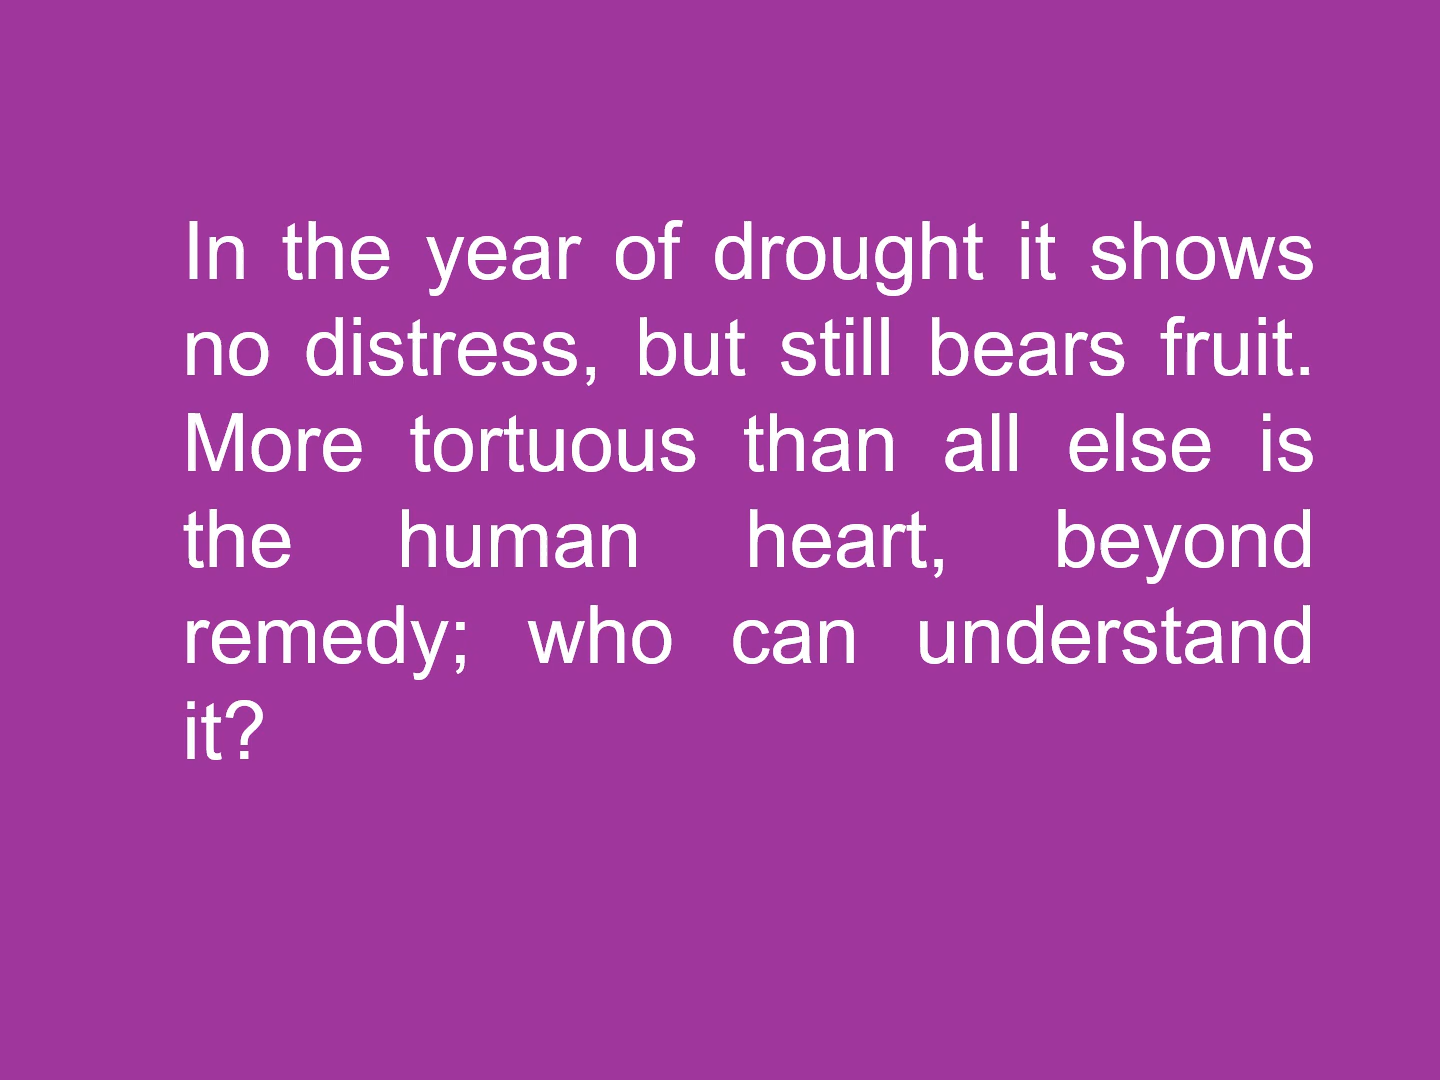 In the year of drought it shows
no distress, but still bears fruit.
More tortuous than all else is
the human heart, beyond
remedy; who can understand
it?